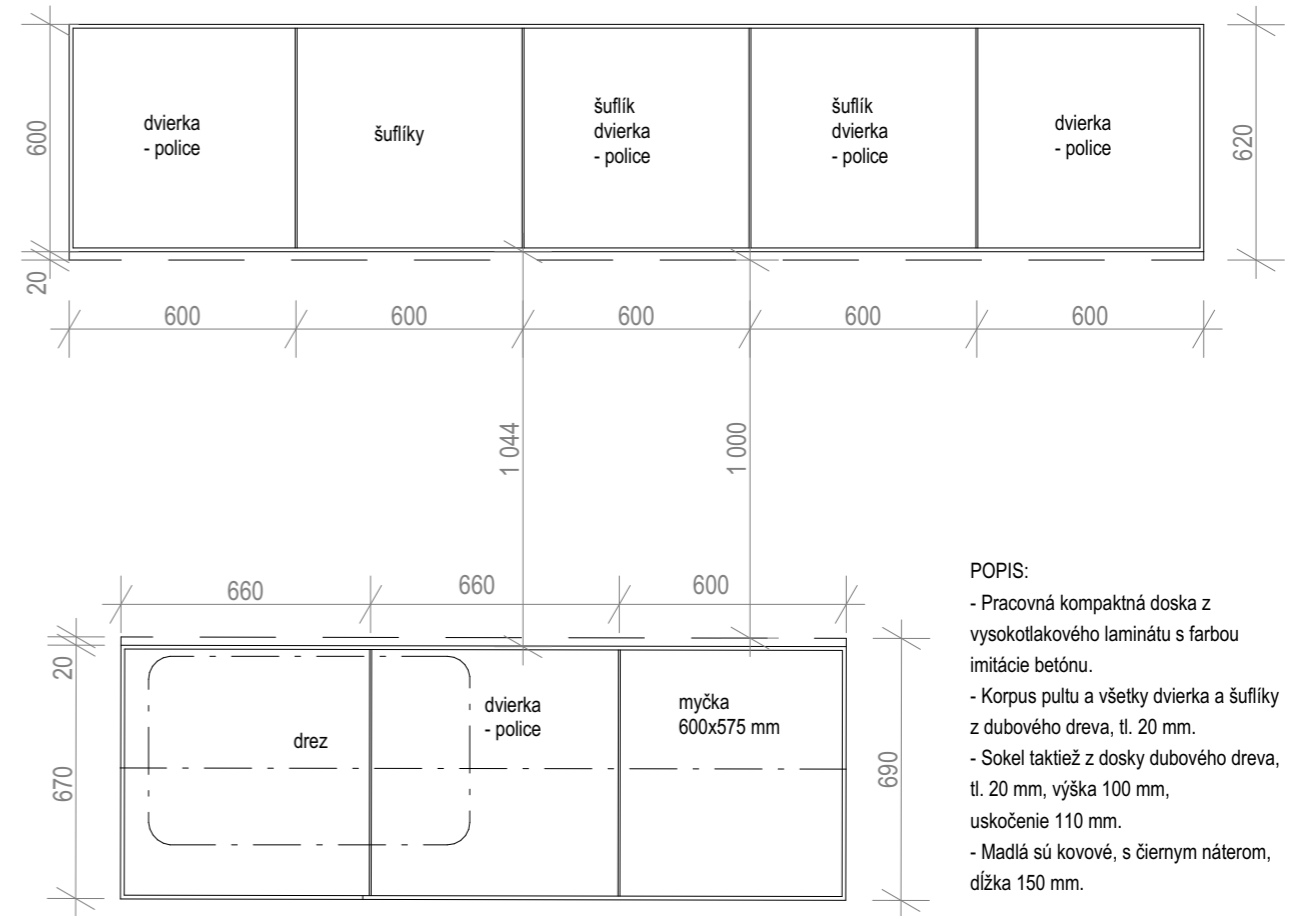 dvierka
- police
šuflíky
šuflík
dvierka
- police
šuflík
dvierka
- police
dvierka
- police
600
20
620
600
600
600
600
600
1 044
1 000
660
660
600
20
670
690
drez
dvierka
- police
myčka
600x575 mm
POPIS:
- Pracovná kompaktná doska z
vysokotlakového laminátu s farbou
imitácie betónu.
- Korpus pultu a všetky dvierka a šuflíky
z dubového dreva, tl. 20 mm.
- Sokel taktiež z dosky dubového dreva,
tl. 20 mm, výška 100 mm,
uskočenie 110 mm.
- Madlá sú kovové, s čiernym náterom,
dĺžka 150 mm.